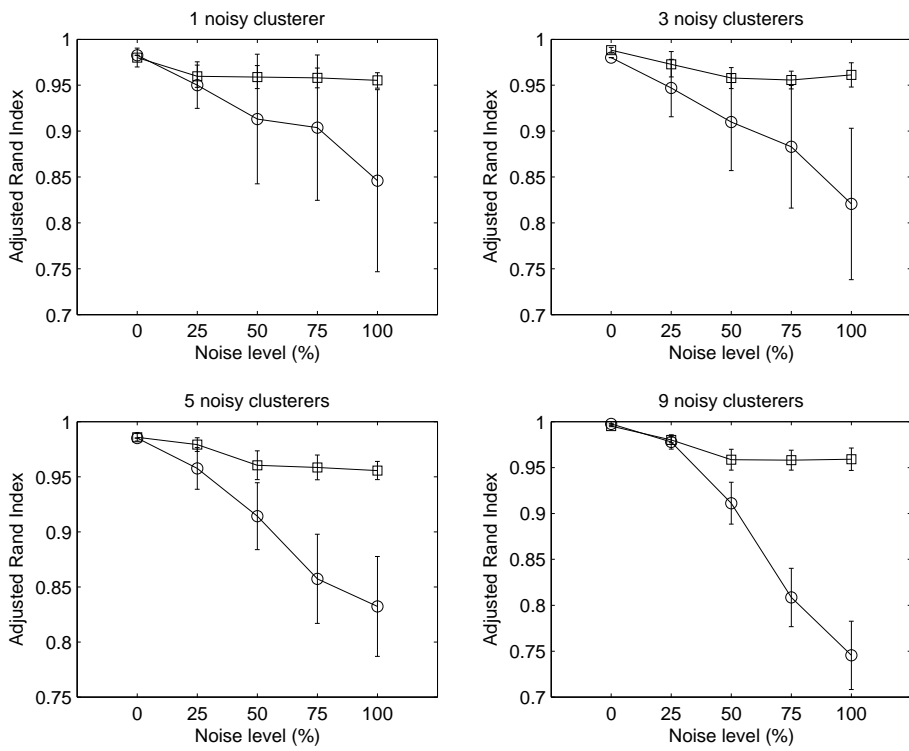 1 noisy clusterer
1
0.95
0.9
0.85
0.8
0.75
0.7
Adjusted Rand Index
0 25 50 75 100
Noise level (%)
3 noisy clusterers
1
0.95
0.9
0.85
0.8
0.75
0.7
Adjusted Rand Index
0 25 50 75 100
Noise level (%)
5 noisy clusterers
1
0.95
0.9
0.85
0.8
0.75
Adjusted Rand Index
0 25 50 75 100
Noise level (%)
9 noisy clusterers
1
0.95
0.9
0.85
0.8
0.75
0.7
Adjusted Rand Index
0 25 50 75 100
Noise level (%)